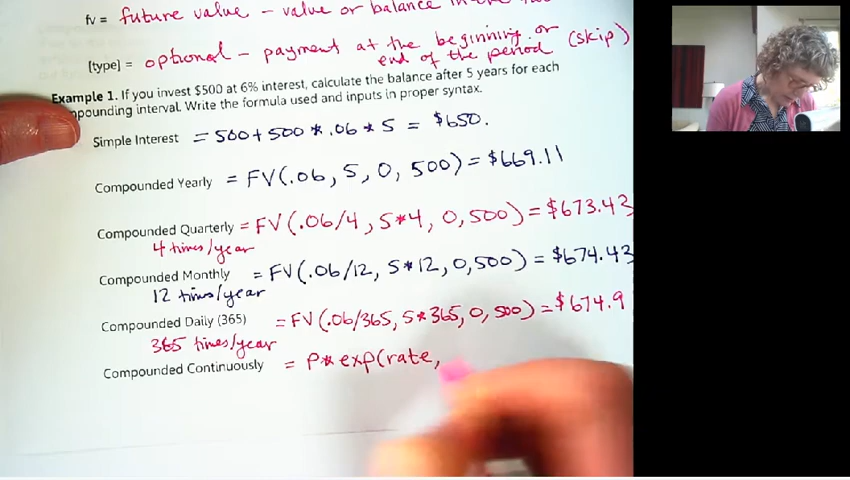 fv = future value - value or balance in the
[type] = optional - payment at the beginning or
end of the period (skip)
Example 1. If you invest $500 at 6% interest, calculate the balance after 5 years for each
pounding interval. Write the formula used and inputs in proper syntax.
Simple Interest = 500+500*.06*5 = $650.
Compounded Yearly = FV(.06, 5, 0, 500) = $669.11
Compounded Quarterly = FV(.06/4, 5*4, 0,500) = $673.43
4 times/year
Compounded Monthly = FV(.06/12, 5*12, 0,500) = $674.43
12 times/year
Compounded Daily (365) = FV(.06/365, 5*365, 0, 500) = $674.9
365 times/year
Compounded Continuously = P*exp(rate,